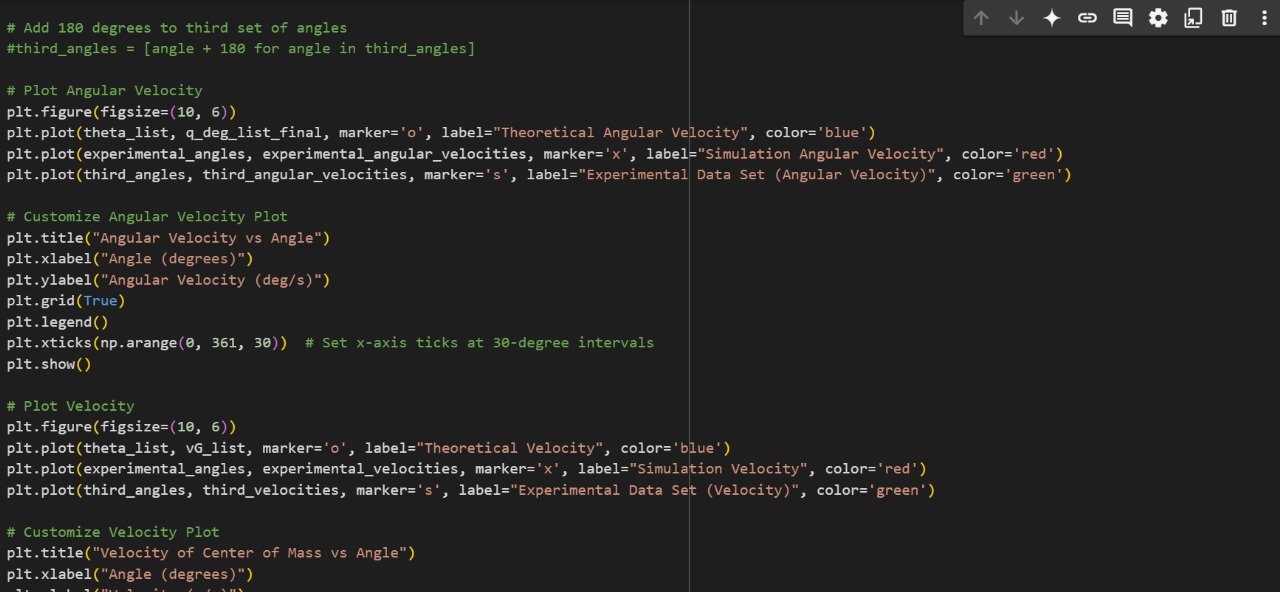 # Add 180 degrees to third set of angles
#third_angles = [angle + 180 for angle in third_angles]
# Plot Angular Velocity
plt.figure(figsize=(10, 6))
plt.plot(theta_list, q_deg_list_final, marker='o', label="Theoretical Angular Velocity", color='blue')
plt.plot(experimental_angles, experimental_angular_velocities, marker='x', label="Simulation Angular Velocity", color='red')
plt.plot(third_angles, third_angular_velocities, marker='s', label="Experimental Data Set (Angular Velocity)", color='green')
# Customize Angular Velocity Plot
plt.title("Angular Velocity vs Angle")
plt.xlabel("Angle (degrees)")
plt.ylabel("Angular Velocity (deg/s)")
plt.grid(True)
plt.legend()
plt.xticks(np.arange(0, 361, 30))  # Set x-axis ticks at 30-degree intervals
plt.show()
# Plot Velocity
plt.figure(figsize=(10, 6))
plt.plot(theta_list, vG_list, marker='o', label="Theoretical Velocity", color='blue')
plt.plot(experimental_angles, experimental_velocities, marker='x', label="Simulation Velocity", color='red')
plt.plot(third_angles, third_velocities, marker='s', label="Experimental Data Set (Velocity)", color='green')
# Customize Velocity Plot
plt.title("Velocity of Center of Mass vs Angle")
plt.xlabel("Angle (degrees)")